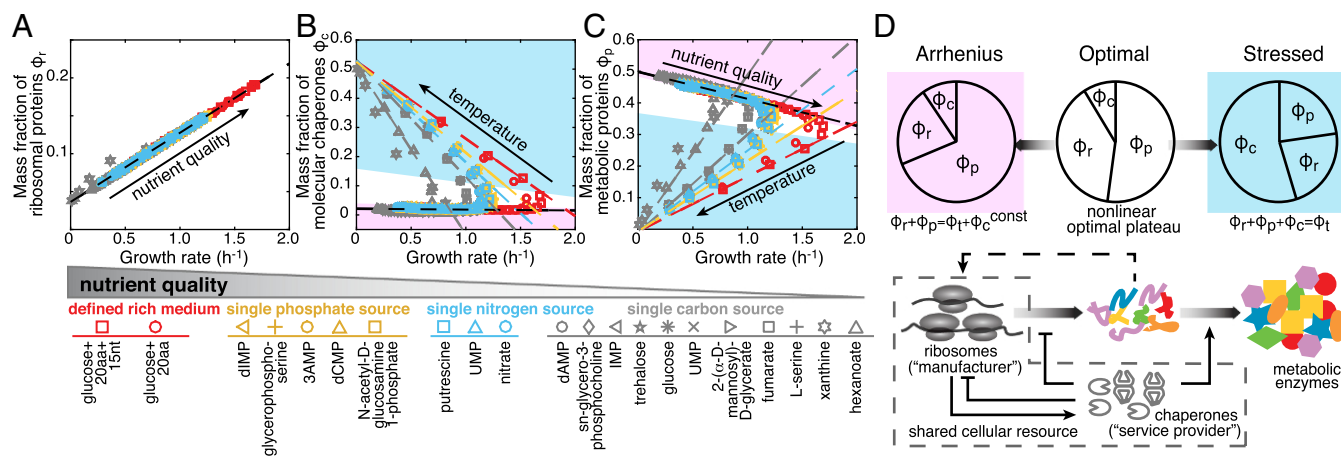 A
Mass fraction of
ribosomal proteins ϕr
0.2
0.1
0
nutrient quality
0
0.5
1.0
1.5
2.0
Growth rate (h-1)
B
Mass fraction of
molecular chaperones ϕc
0.6
0.5
0.4
0.3
0.2
0.1
0
temperature
0
0.5
1.0
1.5
2.0
Growth rate (h-1)
C
Mass fraction of
metabolic proteins ϕp
0.6
0.5
0.4
0.3
0.2
0.1
0
nutrient quality
temperature
0
0.5
1.0
1.5
2.0
Growth rate (h-1)
D
Arrhenius
Optimal
Stressed
ϕc
ϕr
ϕp
ϕc
ϕr
ϕp
ϕp
ϕc
ϕr
ϕr+ϕp=ϕt+ϕc const
nonlinear
optimal plateau
ϕr+ϕp+ϕc=ϕt
ribosomes
("manufacturer")
chaperones
("service provider")
shared cellular resource
metabolic
enzymes
nutrient quality
defined rich medium
single phosphate source
single nitrogen source
single carbon source
glucose+
20aa+
15nt
glucose+
20aa
dIMP
glycerophospho-
serine
3AMP
dCMP
N-acetyl-D-
glucosamine
1-phosphate
putrescine
UMP
nitrate
dAMP
sn-glycero-3-
phosphocholine
IMP
trehalose
glucose
UMP
2-(α-D-
mannosyl)-
D-glycerate
fumarate
L-serine
xanthine
hexanoate